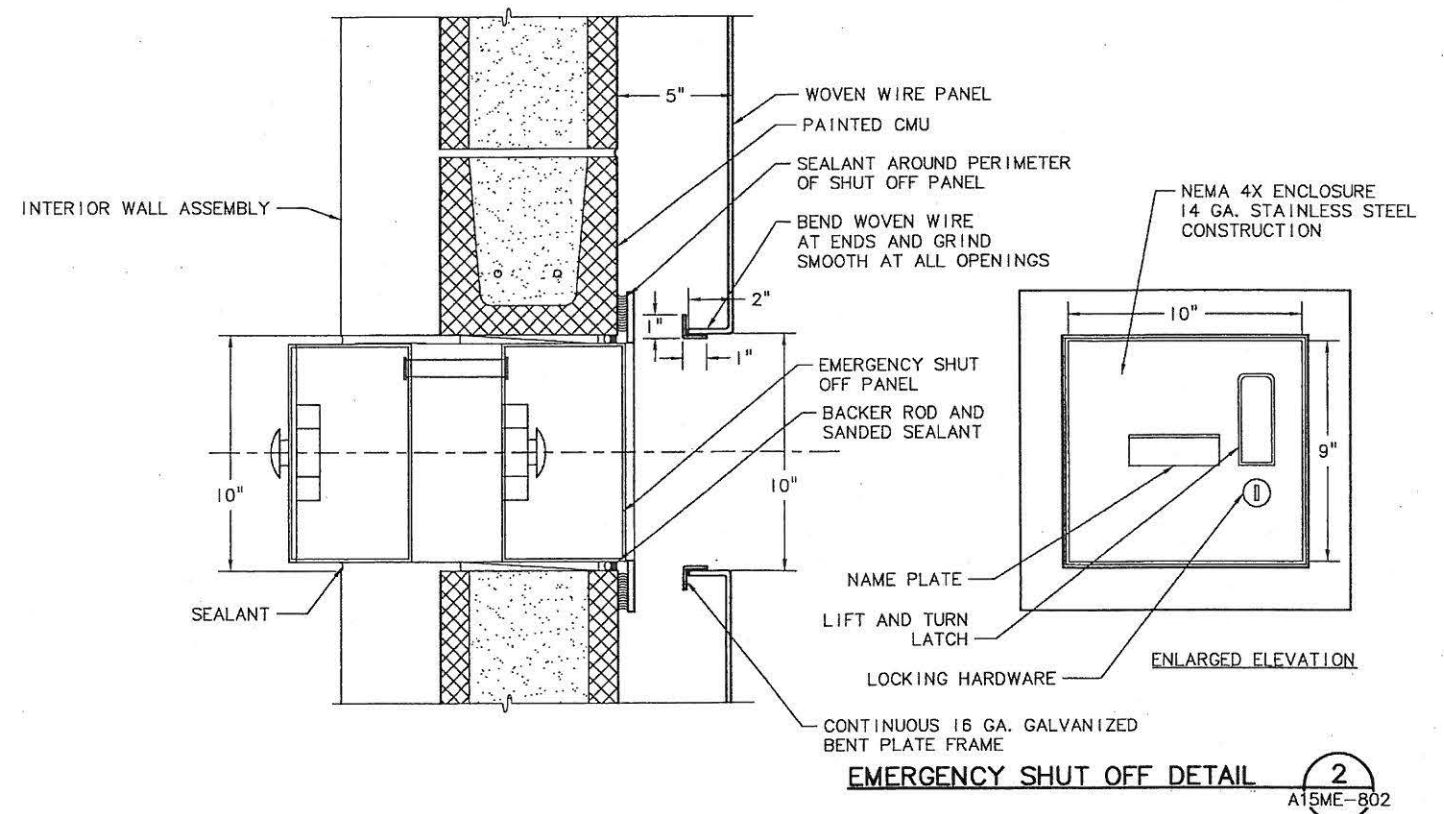 INTERIOR WALL ASSEMBLY
SEALANT
10"
5"
WOVEN WIRE PANEL
PAINTED CMU
SEALANT AROUND PERIMETER
OF SHUT OFF PANEL
BEND WOVEN WIRE
AT ENDS AND GRIND
SMOOTH AT ALL OPENINGS
2"
1"
1"
EMERGENCY SHUT
OFF PANEL
BACKER ROD AND
SANDED SEALANT
10"
CONTINUOUS 16 GA. GALVANIZED
BENT PLATE FRAME
NEMA 4X ENCLOSURE
14 GA. STAINLESS STEEL
CONSTRUCTION
10"
9"
NAME PLATE
LIFT AND TURN
LATCH
LOCKING HARDWARE
ENLARGED ELEVATION
EMERGENCY SHUT OFF DETAIL
2
A15ME-802